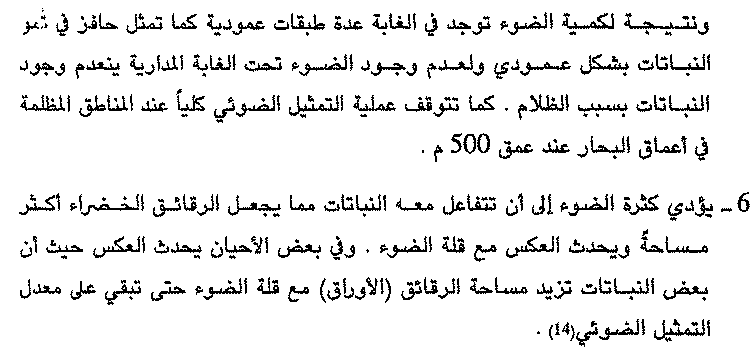 ونتيجة لكمية الضوء توجد في الغابة عدة طبقات عمودية كما تمثل حافز في نمو
النباتات بشكل عمودي ولعدم وجود الضوء تحت الغابة المدارية ينعدم وجود
النباتات بسبب الظلام . كما تتوقف عملية التمثيل الضوئي كلياً عند المناطق المظلمة
في أعماق البحار عند عمق 500 م .
6 ـ يؤدي كثرة الضوء إلى أن تتفاعل معه النباتات مما يجعل الرقائق الخضراء أكثر
مساحةً ويحدث العكس مع قلة الضوء . وفي بعض الأحيان يحدث العكس حيث أن
بعض النباتات تزيد مساحة الرقائق (الأوراق) مع قلة الضوء حتى تبقي على معدل
التمثيل الضوئي(14) .